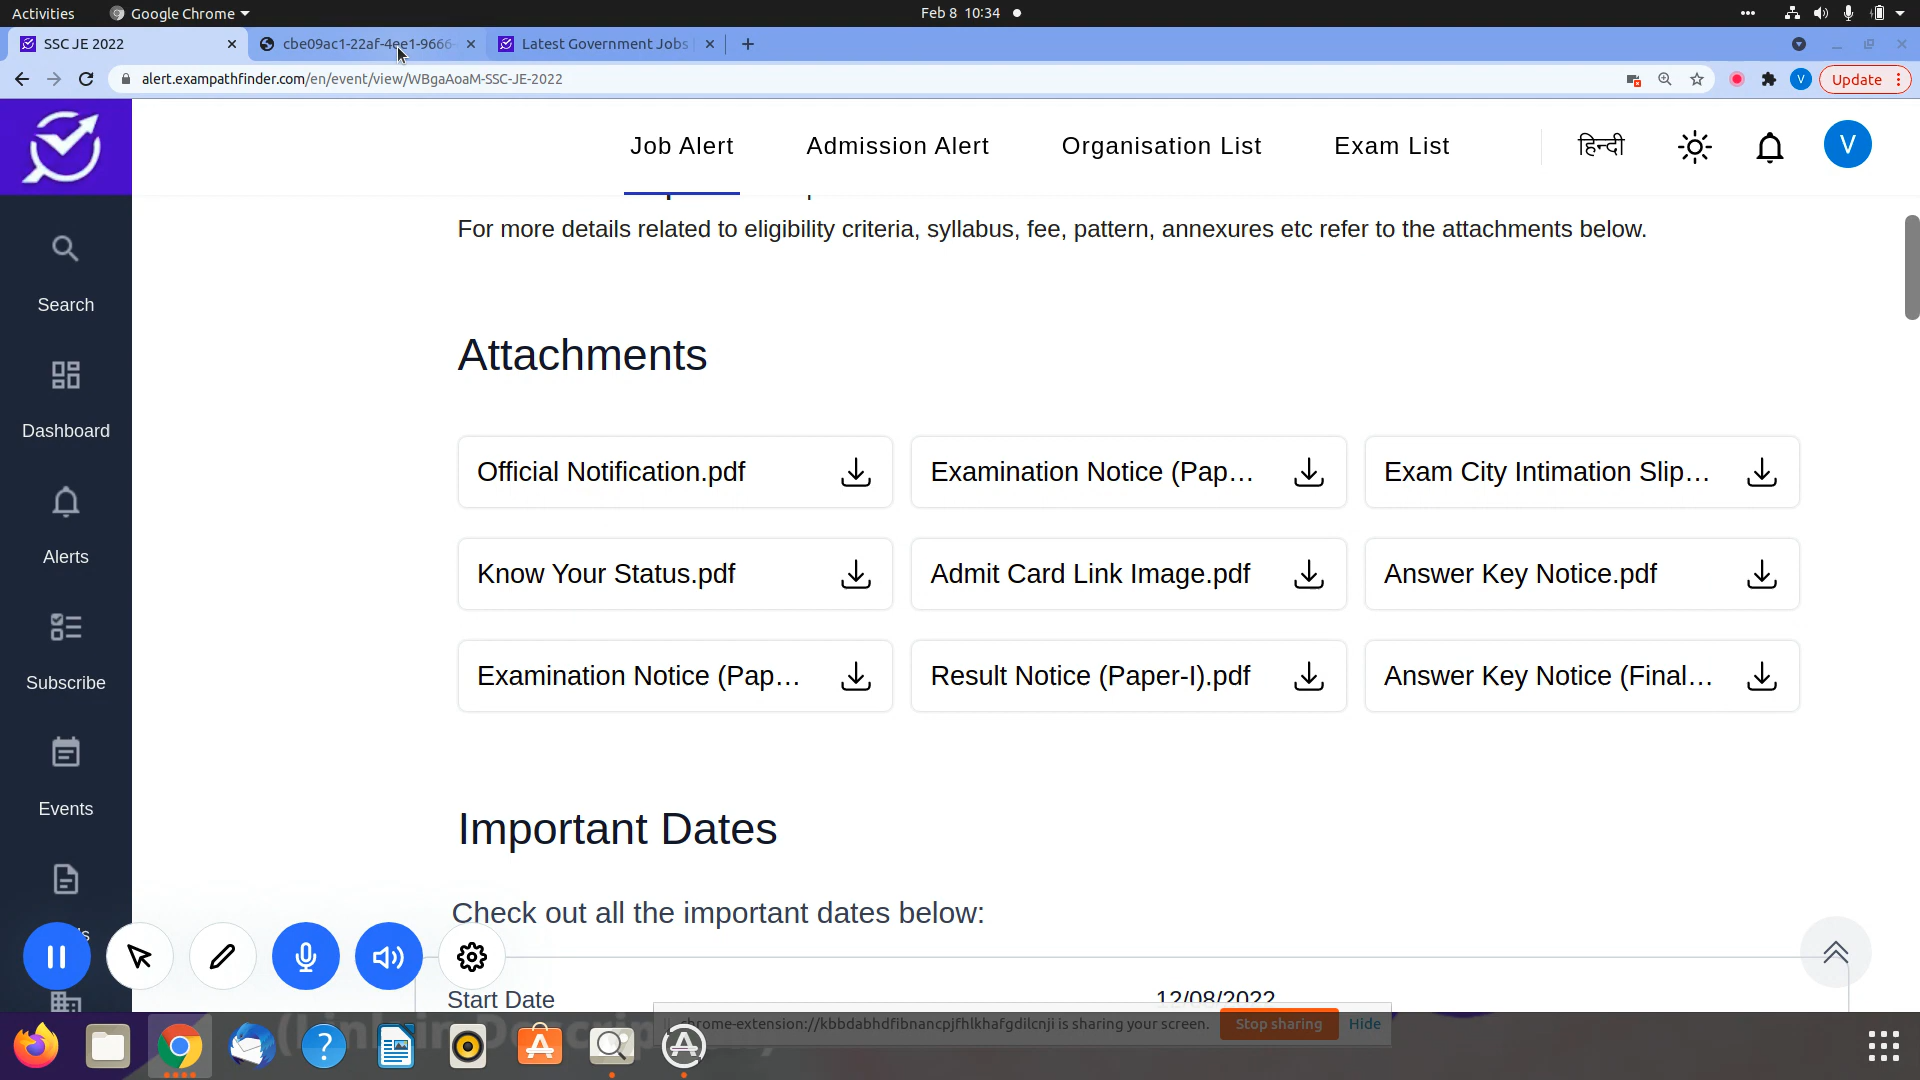 Activities Google Chrome Feb 8 10:34
SSC JE 2022 cbe09ac1-22af-4ee1-9666- Latest Government Jobs
alert.exampathfinder.com/en/event/view/WBgaAoaM-SSC-JE-2022 V Update
Job Alert Admission Alert Organisation List Exam List हिन्दी V
For more details related to eligibility criteria, syllabus, fee, pattern, annexures etc refer to the attachments below.
Search
Attachments
Dashboard
Official Notification.pdf Examination Notice (Pap... Exam City Intimation Slip...
Alerts
Know Your Status.pdf Admit Card Link Image.pdf Answer Key Notice.pdf
Subscribe
Examination Notice (Pap... Result Notice (Paper-I).pdf Answer Key Notice (Final...
Events
Important Dates
Check out all the important dates below:
Start Date 12/08/2022
chrome-extension://kbbdabhdfibnancpjfhlkhafgdilcnji is sharing your screen. Stop sharing Hide